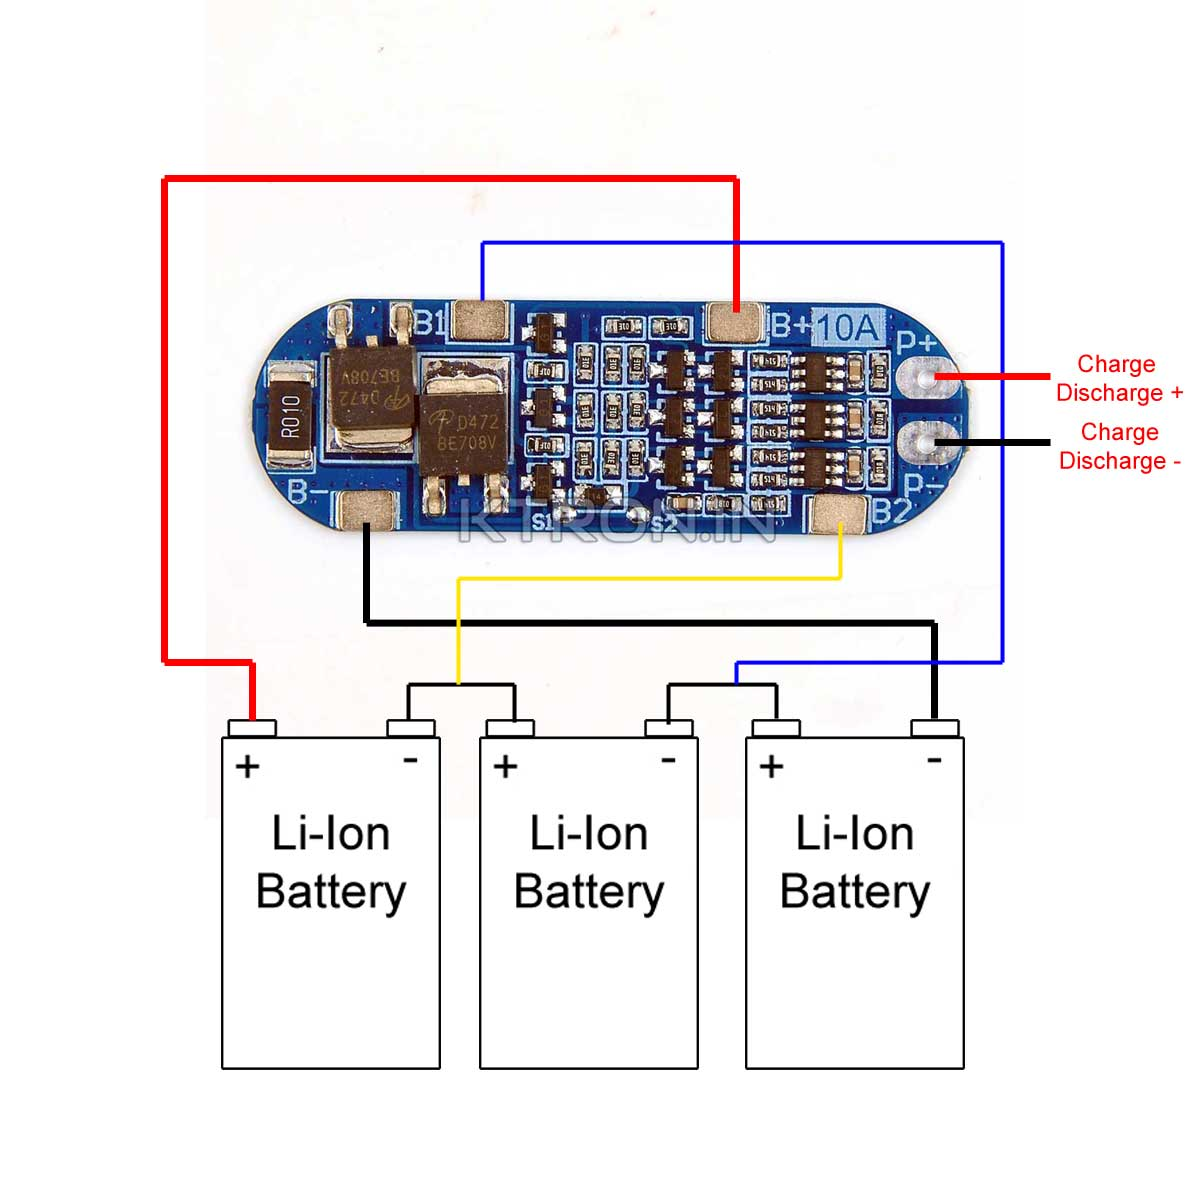 B1
B+
10A
P+
Charge
Discharge +
R010
D472
BE708V
D472
8E708V
Charge
Discharge -
B-
P-
S1
S2
B2
KTRON.IN
+
-
+
-
+
-
Li-Ion
Battery
Li-Ion
Battery
Li-Ion
Battery